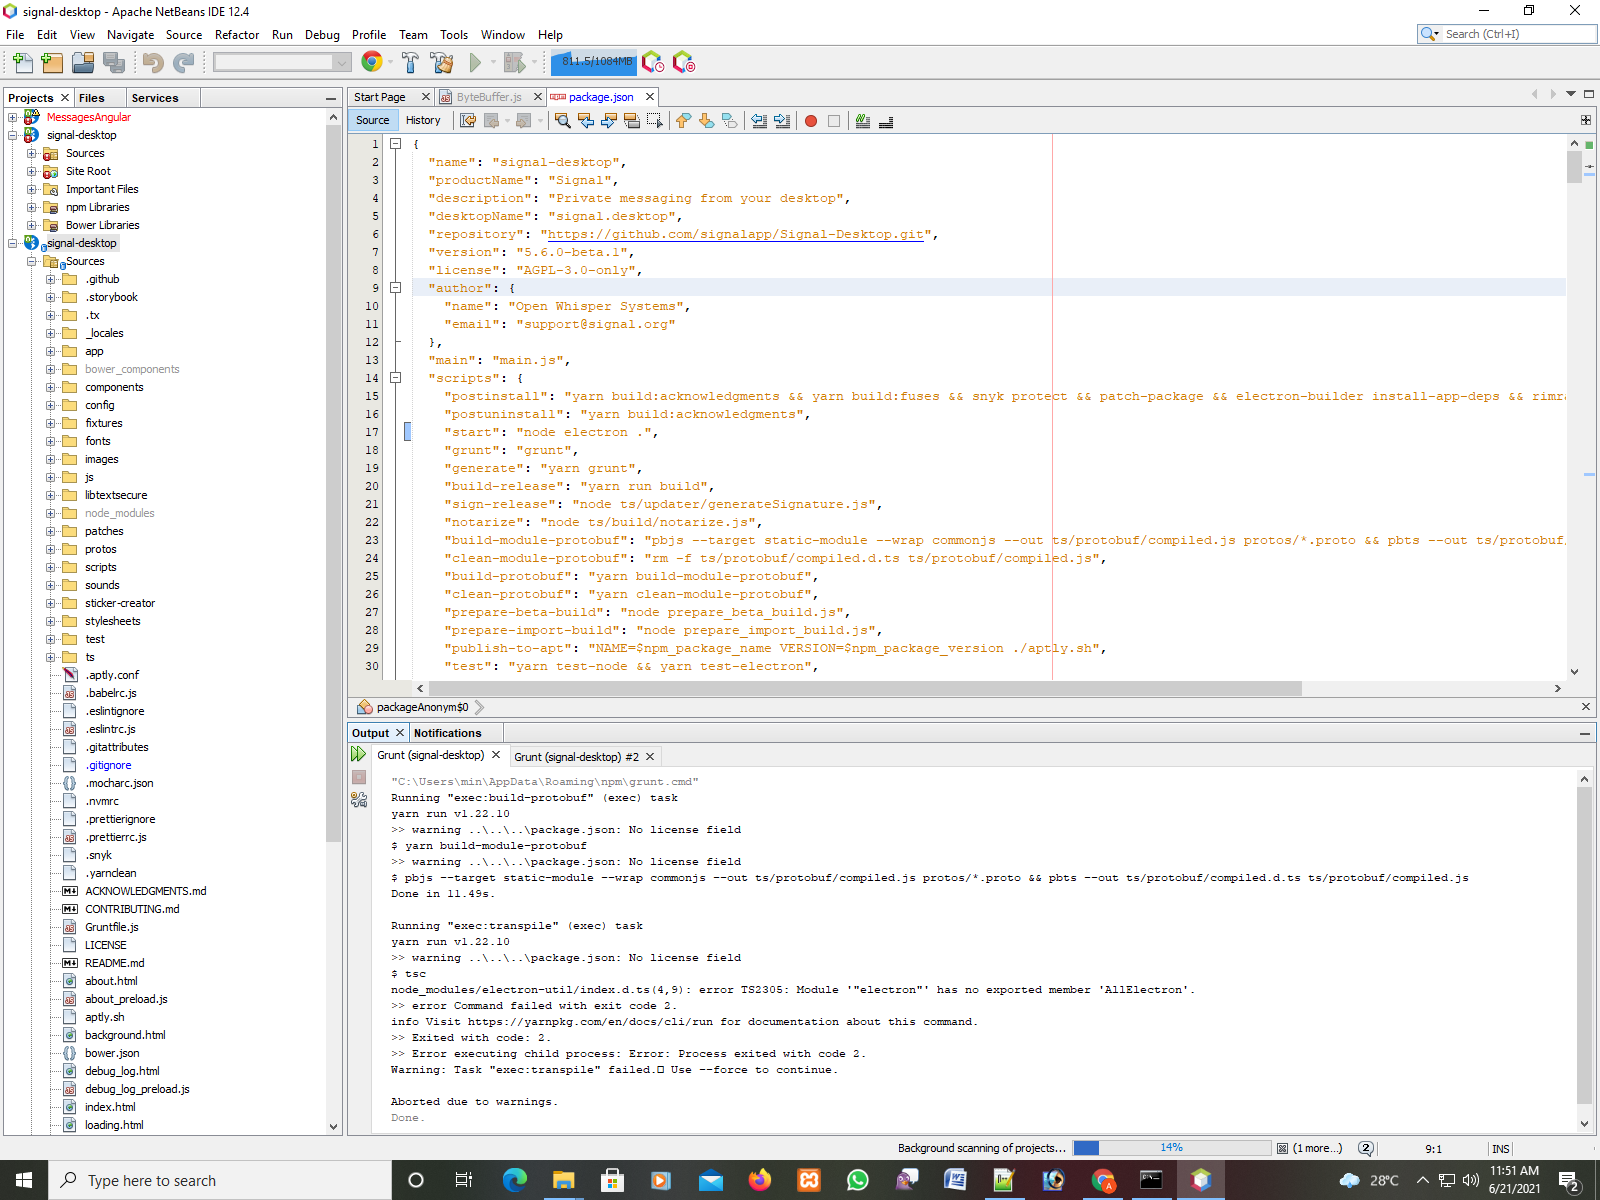 signal-desktop - Apache NetBeans IDE 12.4
File Edit View Navigate Source Refactor Run Debug Profile Team Tools Window Help
Search (Ctrl+I)
811.5/1084MB
Projects Files Services
MessagesAngular
signal-desktop
Sources
Site Root
Important Files
npm Libraries
Bower Libraries
signal-desktop
Sources
.github
.storybook
.tx
_locales
app
bower_components
components
config
fixtures
fonts
images
js
libtextsecure
node_modules
patches
protos
scripts
sounds
sticker-creator
stylesheets
test
ts
.aptly.conf
.babelrc.js
.eslintignore
.eslintrc.js
.gitattributes
.gitignore
.mocharc.json
.nvmrc
.prettierignore
.prettierrc.js
.snyk
.yarnclean
ACKNOWLEDGMENTS.md
CONTRIBUTING.md
Gruntfile.js
LICENSE
README.md
about.html
about_preload.js
aptly.sh
background.html
bower.json
debug_log.html
debug_log_preload.js
index.html
loading.html
Start Page ByteBuffer.js package.json
Source History
1 {
2 "name": "signal-desktop",
3 "productName": "Signal",
4 "description": "Private messaging from your desktop",
5 "desktopName": "signal.desktop",
6 "repository": "https://github.com/signalapp/Signal-Desktop.git",
7 "version": "5.6.0-beta.1",
8 "license": "AGPL-3.0-only",
9 "author": {
10 "name": "Open Whisper Systems",
11 "email": "support@signal.org"
12 },
13 "main": "main.js",
14 "scripts": {
15 "postinstall": "yarn build:acknowledgments && yarn build:fuses && snyk protect && patch-package && electron-builder install-app-deps && rimra
16 "postuninstall": "yarn build:acknowledgments",
17 "start": "node electron .",
18 "grunt": "grunt",
19 "generate": "yarn grunt",
20 "build-release": "yarn run build",
21 "sign-release": "node ts/updater/generateSignature.js",
22 "notarize": "node ts/build/notarize.js",
23 "build-module-protobuf": "pbjs --target static-module --wrap commonjs --out ts/protobuf/compiled.js protos/*.proto && pbts --out ts/protobuf/
24 "clean-module-protobuf": "rm -f ts/protobuf/compiled.d.ts ts/protobuf/compiled.js",
25 "build-protobuf": "yarn build-module-protobuf",
26 "clean-protobuf": "yarn clean-module-protobuf",
27 "prepare-beta-build": "node prepare_beta_build.js",
28 "prepare-import-build": "node prepare_import_build.js",
29 "publish-to-apt": "NAME=$npm_package_name VERSION=$npm_package_version ./aptly.sh",
30 "test": "yarn test-node && yarn test-electron",
packageAnonym$0
Output Notifications
Grunt (signal-desktop) Grunt (signal-desktop) #2
"C:\Users\min\AppData\Roaming\npm\grunt.cmd"
Running "exec:build-protobuf" (exec) task
yarn run v1.22.10
>> warning ..\..\..\package.json: No license field
$ yarn build-module-protobuf
>> warning ..\..\..\package.json: No license field
$ pbjs --target static-module --wrap commonjs --out ts/protobuf/compiled.js protos/*.proto && pbts --out ts/protobuf/compiled.d.ts ts/protobuf/compiled.js
Done in 11.49s.
Running "exec:transpile" (exec) task
yarn run v1.22.10
>> warning ..\..\..\package.json: No license field
$ tsc
node_modules/electron-util/index.d.ts(4,9): error TS2305: Module '"electron"' has no exported member 'AllElectron'.
>> error Command failed with exit code 2.
info Visit https://yarnpkg.com/en/docs/cli/run for documentation about this command.
>> Exited with code: 2.
>> Error executing child process: Error: Process exited with code 2.
Warning: Task "exec:transpile" failed. Use --force to continue.
Aborted due to warnings.
Done.
Background scanning of projects... 14% (1 more...) 2 9:1 INS
Type here to search
28°C
11:51 AM
6/21/2021
2